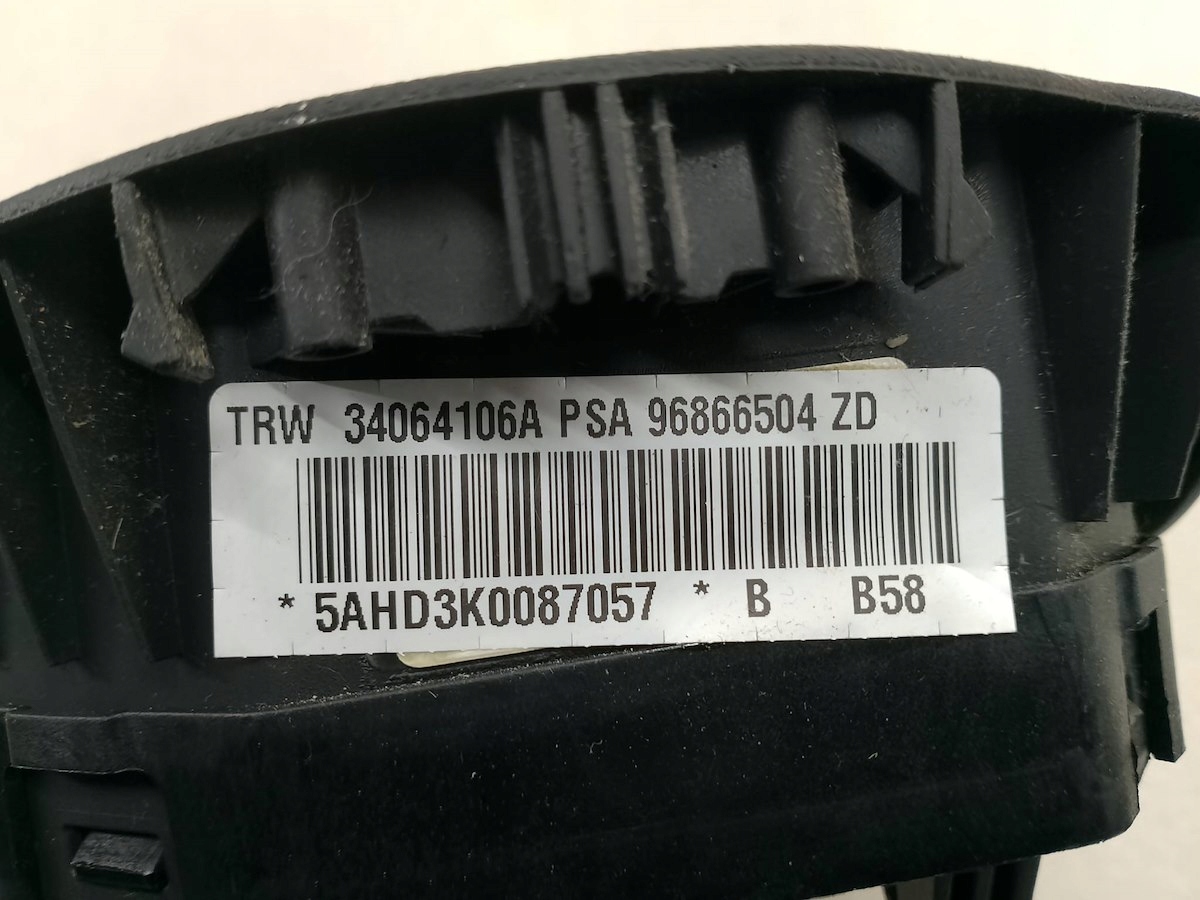 TRW 34064106A PSA 96866504 ZD
* 5AHD3K0087057 * B B58